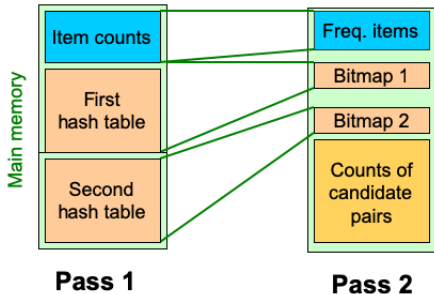 Main memory
Item counts
First
hash table
Second
hash table
Pass 1
Freq. items
Bitmap 1
Bitmap 2
Counts of
candidate
pairs
Pass 2